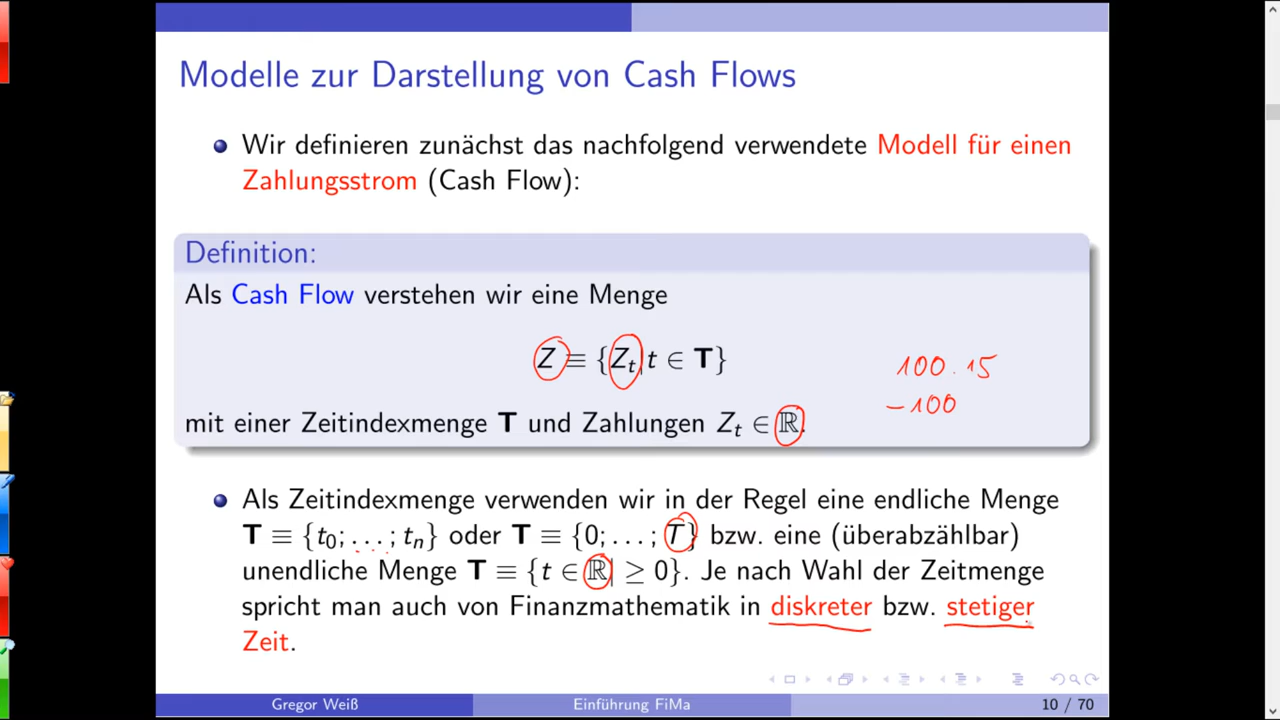 Modelle zur Darstellung von Cash Flows
Wir definieren zunächst das nachfolgend verwendete Modell für einen
Zahlungsstrom (Cash Flow):
Definition:
Als Cash Flow verstehen wir eine Menge
Z ≡ {Z_t|t ∈ T}
100.15
-100
mit einer Zeitindexmenge T und Zahlungen Z_t ∈ ℝ.
Als Zeitindexmenge verwenden wir in der Regel eine endliche Menge
T ≡ {t_0; ...; t_n} oder T ≡ {0; ...; T} bzw. eine (überabzählbar)
unendliche Menge T ≡ {t ∈ ℝ| ≥ 0}. Je nach Wahl der Zeitmenge
spricht man auch von Finanzmathematik in diskreter bzw. stetiger
Zeit.
Gregor Weiß Einführung FiMa 10 / 70